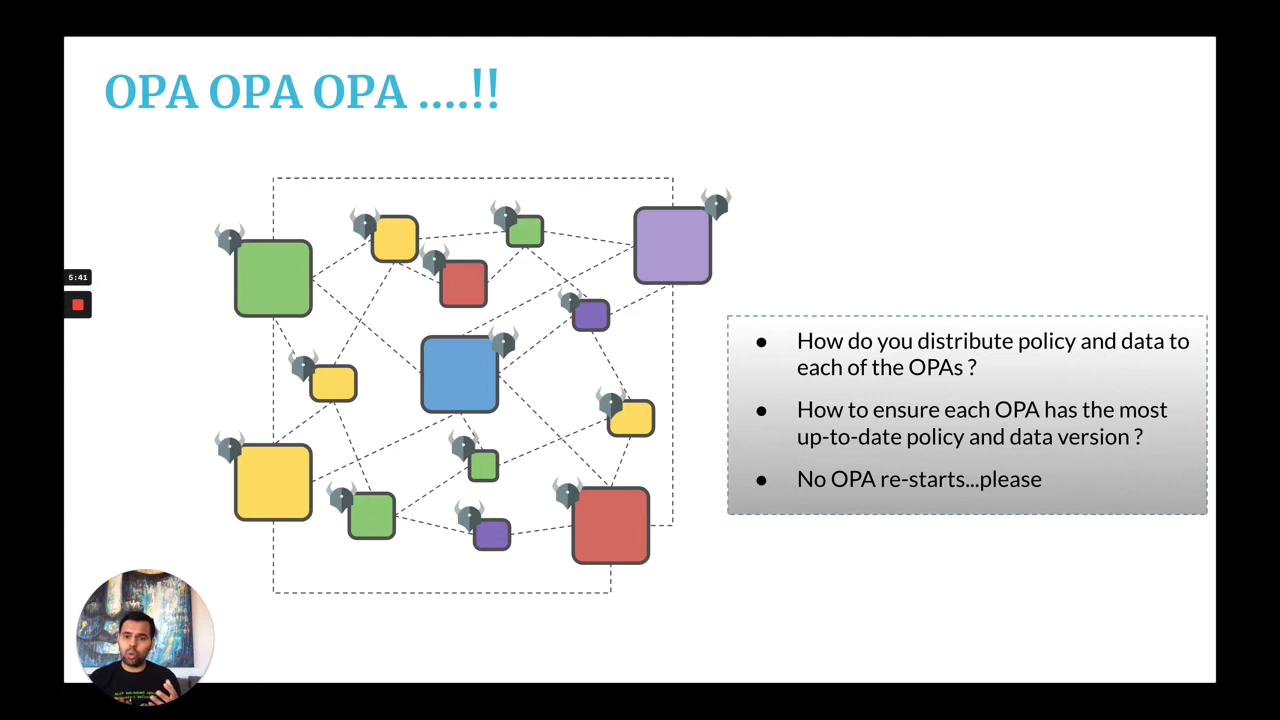 OPA OPA OPA ....!!
5:41
● How do you distribute policy and data to
each of the OPAs ?
● How to ensure each OPA has the most
up-to-date policy and data version ?
● No OPA re-starts...please